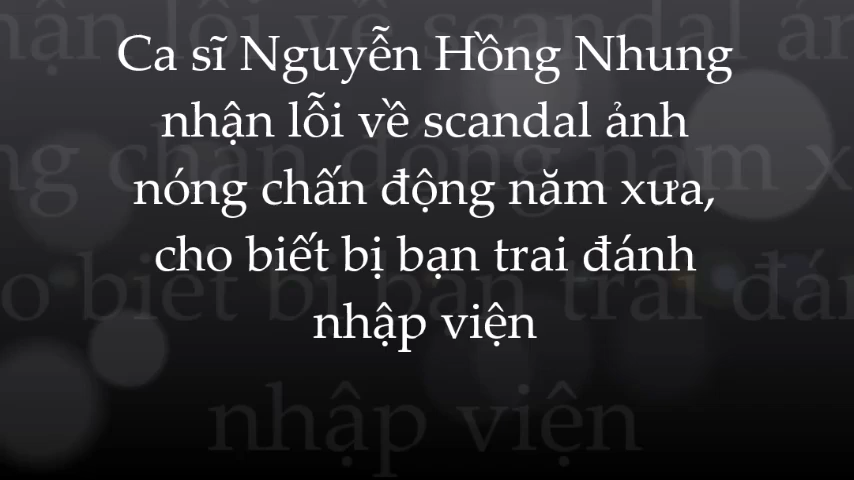 Ca sĩ Nguyễn Hồng Nhung
nhận lỗi về scandal ảnh
nóng chấn động năm xưa,
cho biết bị bạn trai đánh
nhập viện